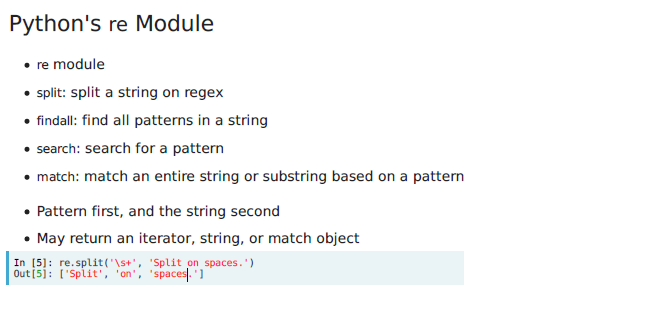 Python's re Module
• re module
• split: split a string on regex
• findall: find all patterns in a string
• search: search for a pattern
• match: match an entire string or substring based on a pattern
• Pattern first, and the string second
• May return an iterator, string, or match object
In [5]: re.split('\s+', 'Split on spaces.')
Out[5]: ['Split', 'on', 'spaces.']